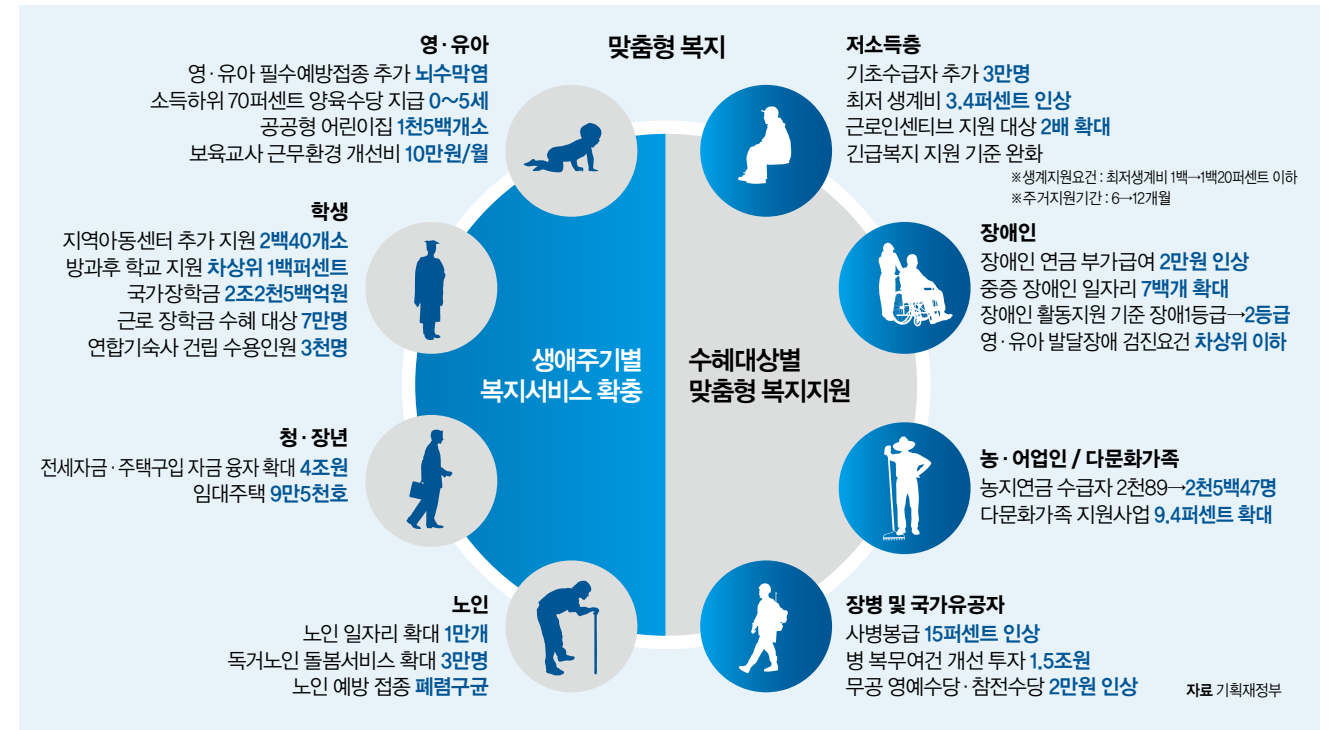 맞춤형 복지
영·유아
영·유아 필수예방접종 추가 뇌수막염
소득하위 70퍼센트 양육수당 지급 0~5세
공공형 어린이집 1천5백개소
보육교사 근무환경 개선비 10만원/월
학생
지역아동센터 추가 지원 2백40개소
방과후 학교 지원 차상위 1백퍼센트
국가장학금 2조2천5백억원
근로 장학금 수혜 대상 7만명
연합기숙사 건립 수용인원 3천명
청·장년
전세자금·주택구입 자금 융자 확대 4조원
임대주택 9만5천호
노인
노인 일자리 확대 1만개
독거노인 돌봄서비스 확대 3만명
노인 예방 접종 폐렴구균
생애주기별
복지서비스 확충
수혜대상별
맞춤형 복지지원
저소득층
기초수급자 추가 3만명
최저 생계비 3.4퍼센트 인상
근로인센티브 지원 대상 2배 확대
긴급복지 지원 기준 완화
※생계지원요건 : 최저생계비 1백→1백20퍼센트 이하
※주거지원기간 : 6→12개월
장애인
장애인 연금 부가급여 2만원 인상
중증 장애인 일자리 7백개 확대
장애인 활동지원 기준 장애1등급→2등급
영·유아 발달장애 검진요건 차상위 이하
농·어업인 / 다문화가족
농지연금 수급자 2천89→2천5백47명
다문화가족 지원사업 9.4퍼센트 확대
장병 및 국가유공자
사병봉급 15퍼센트 인상
병 복무여건 개선 투자 1.5조원
무공 영예수당·참전수당 2만원 인상
자료 기획재정부